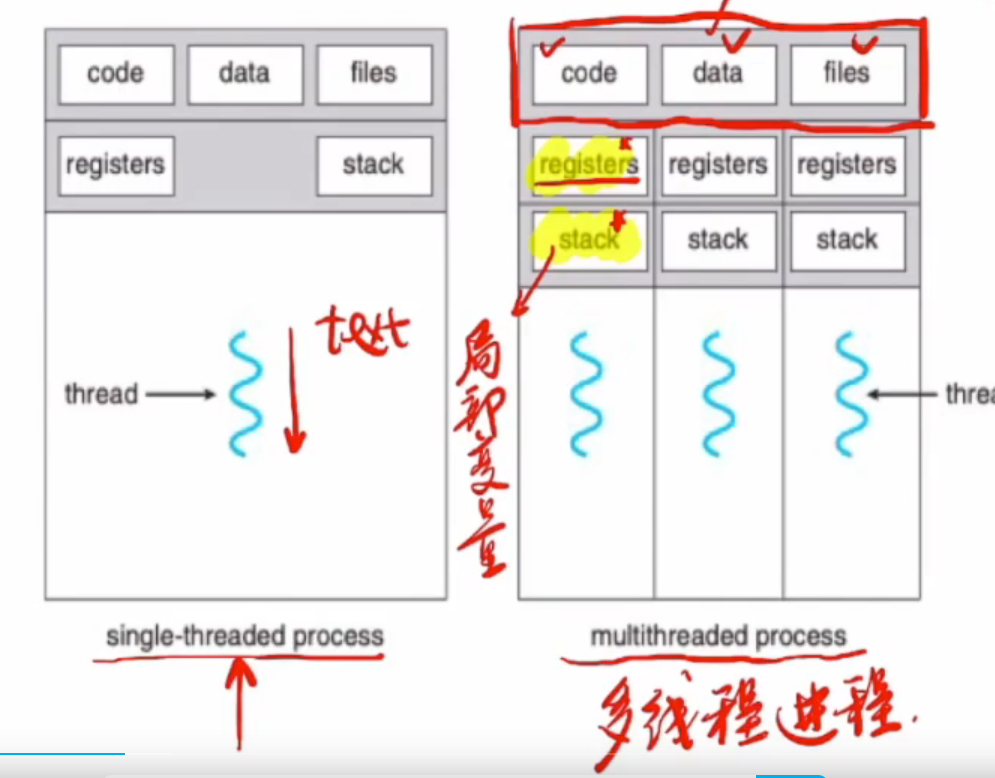 code data files
registers stack
text
thread
single-threaded process
code data files
registers registers registers
stack stack stack
局部变量
threa
multithreaded process
多线程进程.